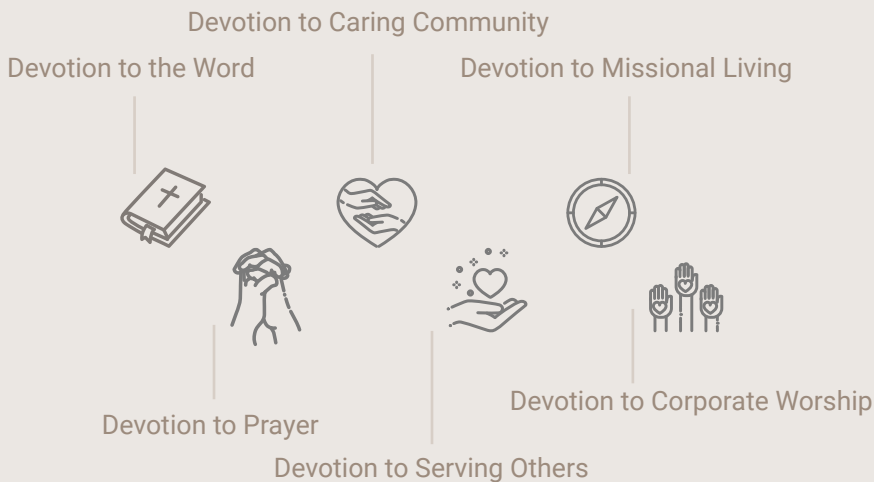 Devotion to Caring Community
Devotion to the Word
Devotion to Missional Living
Devotion to Corporate Worship
Devotion to Prayer
Devotion to Serving Others